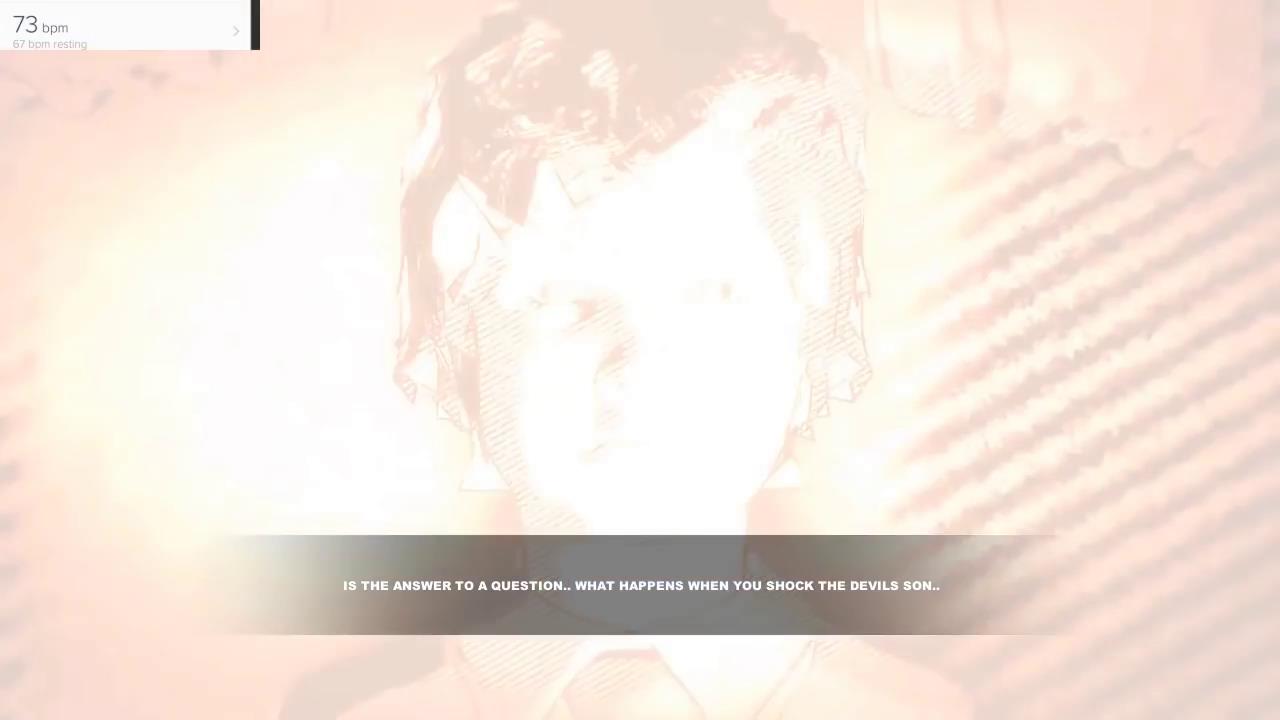 73 bpm
67 bpm resting
IS THE ANSWER TO A QUESTION.. WHAT HAPPENS WHEN YOU SHOCK THE DEVILS SON..